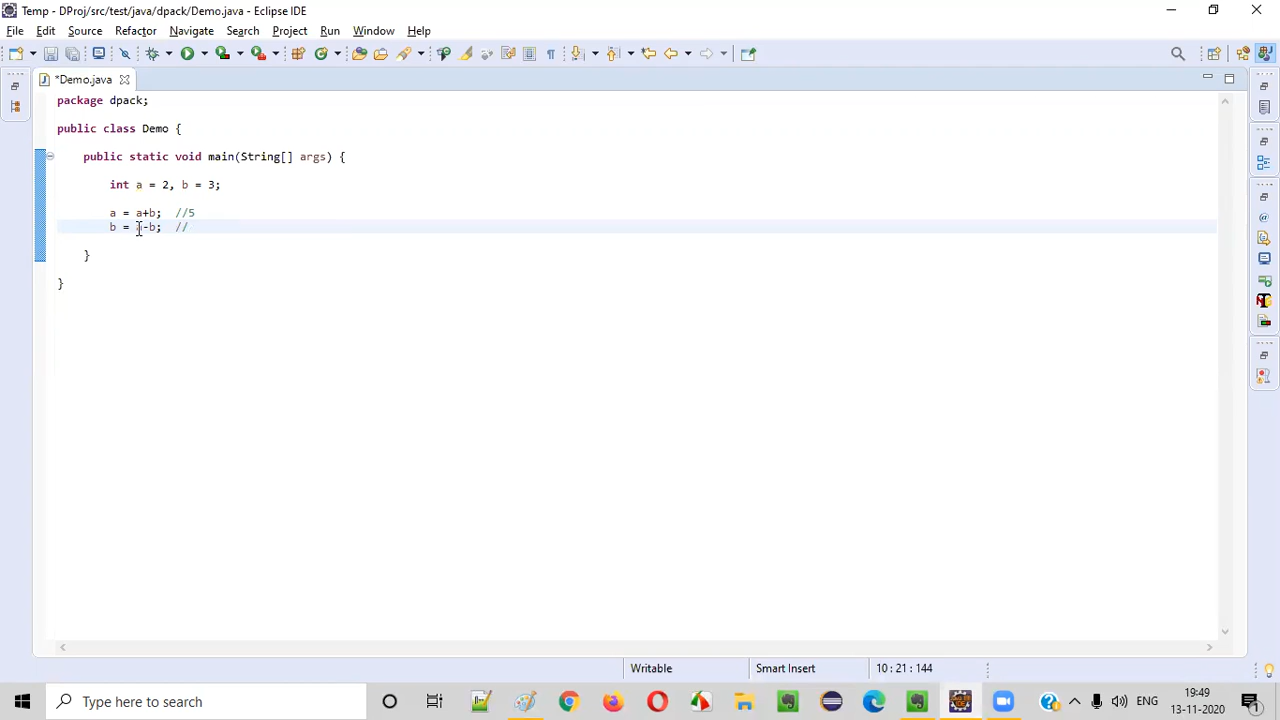 Temp - DProj/src/test/java/dpack/Demo.java - Eclipse IDE
File Edit Source Refactor Navigate Search Project Run Window Help
*Demo.java
package dpack;
public class Demo {
public static void main(String[] args) {
int a = 2, b = 3;
a = a+b; //5
b = a-b; //
}
}
Writable Smart Insert 10 : 21 : 144
Type here to search
ENG
19:49
13-11-2020